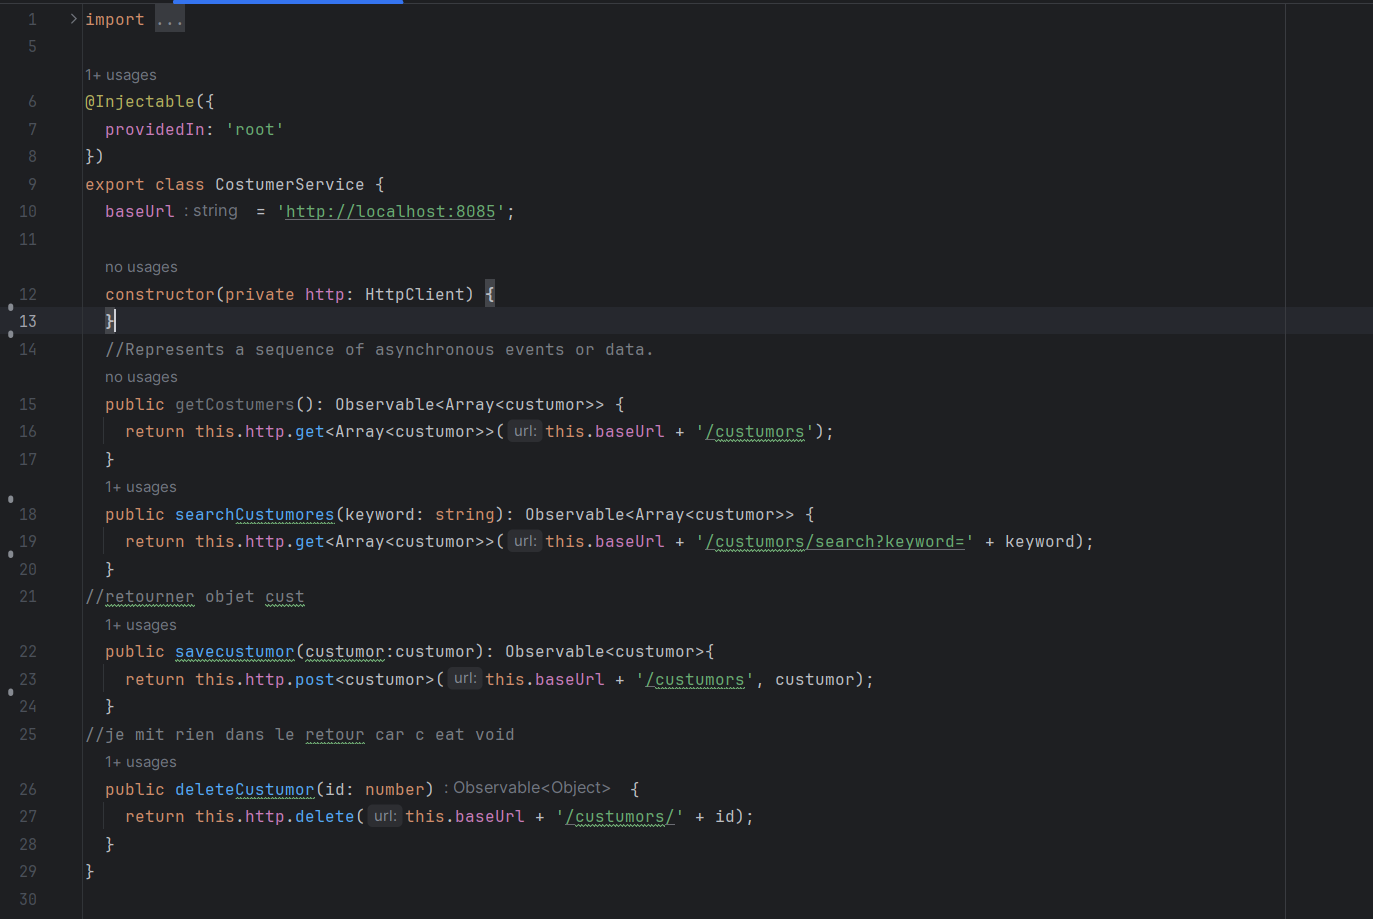 1 import ...
5
1+ usages
6 @Injectable({
7   providedIn: 'root'
8 })
9 export class CostumerService {
10   baseUrl : string = 'http://localhost:8085';
11
no usages
12   constructor(private http: HttpClient) {
13   }
14   //Represents a sequence of asynchronous events or data.
no usages
15   public getCostumers(): Observable<Array<custumor>> {
16     return this.http.get<Array<custumor>>( url: this.baseUrl + '/custumors');
17   }
1+ usages
18   public searchCustumores(keyword: string): Observable<Array<custumor>> {
19     return this.http.get<Array<custumor>>( url: this.baseUrl + '/custumors/search?keyword=' + keyword);
20   }
21 //retourner objet cust
1+ usages
22   public savecustumor(custumor:custumor): Observable<custumor>{
23     return this.http.post<custumor>( url: this.baseUrl + '/custumors', custumor);
24   }
25 //je mit rien dans le retour car c eat void
1+ usages
26   public deleteCustumor(id: number) : Observable<Object> {
27     return this.http.delete( url: this.baseUrl + '/custumors/' + id);
28   }
29 }
30